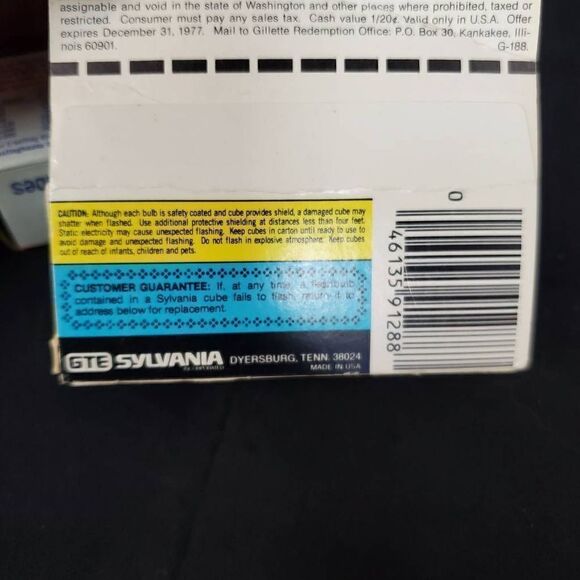 assignable and void in the state of Washington and other places where prohibited, taxed or
restricted. Consumer must pay any sales tax. Cash value 1/20¢. Valid only in U.S.A. Offer
expires December 31, 1977. Mail to Gillette Redemption Office: P.O. Box 30, Kankakee, Illi-
nois 60901.
G-188.
CAUTION: Although each bulb is safety coated and cube provides shield, a damaged cube may
shatter when flashed. Use additional protective shielding at distances less than four feet.
Static electricity may cause unexpected flashing. Keep cubes in carton until ready to use to
avoid damage and unexpected flashing. Do not flash in explosive atmosphere. Keep cubes
out of reach of infants, children and pets.
CUSTOMER GUARANTEE: If, at any time, a flashbulb
contained in a Sylvania cube fails to flash, return it to
address below for replacement.
GTE SYLVANIA DYERSBURG, TENN. 38024
MADE IN USA
0
46135 91288